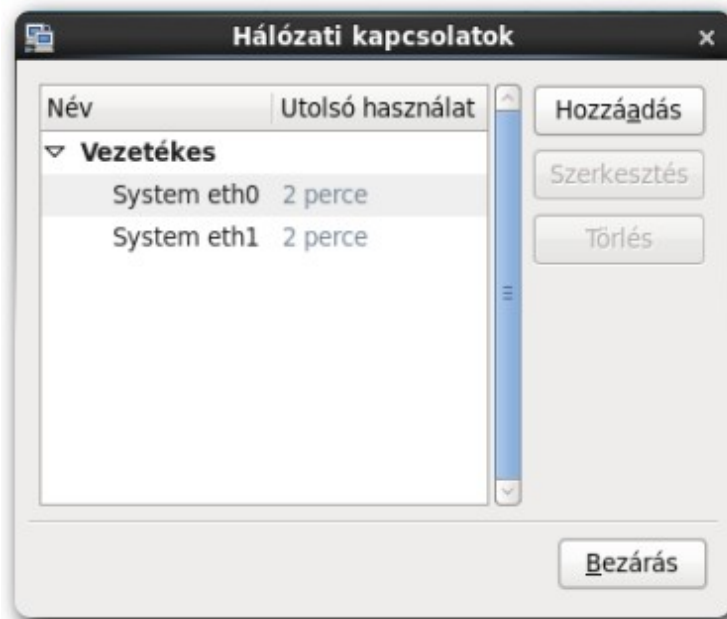 Hálózati kapcsolatok
Név Utolsó használat
Vezetékes
System eth0 2 perce
System eth1 2 perce
Hozzáadás
Szerkesztés
Törlés
Bezárás